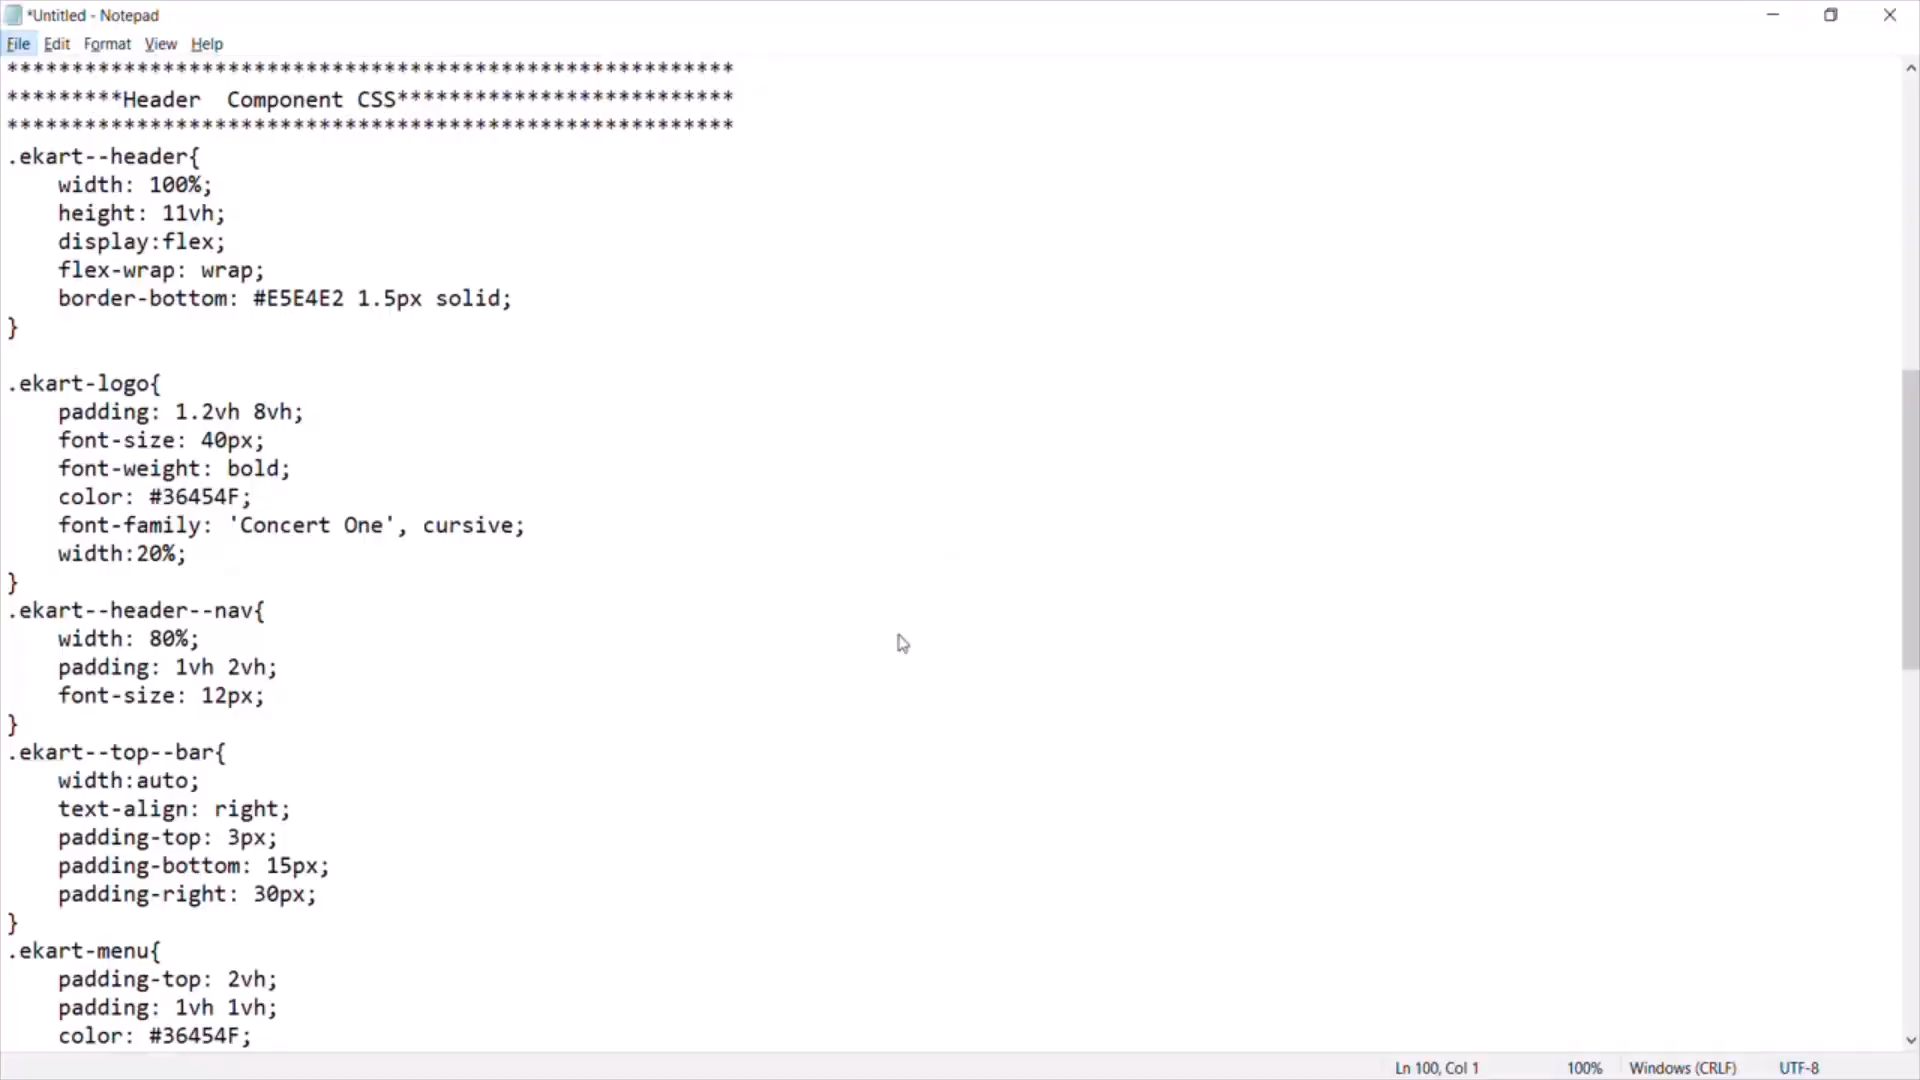 *Untitled - Notepad
File Edit Format View Help
********************************************************
*********Header  Component CSS**************************
********************************************************
.ekart--header{
    width: 100%;
    height: 11vh;
    display:flex;
    flex-wrap: wrap;
    border-bottom: #E5E4E2 1.5px solid;
}

.ekart-logo{
    padding: 1.2vh 8vh;
    font-size: 40px;
    font-weight: bold;
    color: #36454F;
    font-family: 'Concert One', cursive;
    width:20%;
}
.ekart--header--nav{
    width: 80%;
    padding: 1vh 2vh;
    font-size: 12px;
}
.ekart--top--bar{
    width:auto;
    text-align: right;
    padding-top: 3px;
    padding-bottom: 15px;
    padding-right: 30px;
}
.ekart-menu{
    padding-top: 2vh;
    padding: 1vh 1vh;
    color: #36454F;
Ln 100, Col 1 100% Windows (CRLF) UTF-8